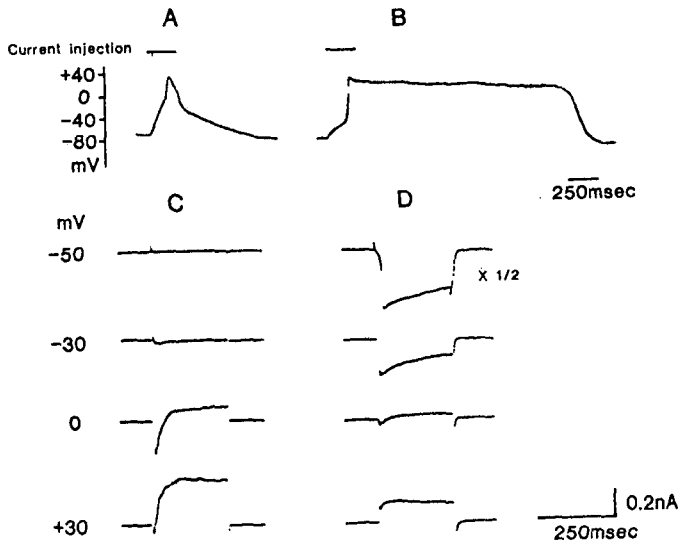 A B
Current injection
+40
0
-40
-80
mV
250msec
C D
mV
-50
X 1/2
-30
0
+30
0.2nA
250msec